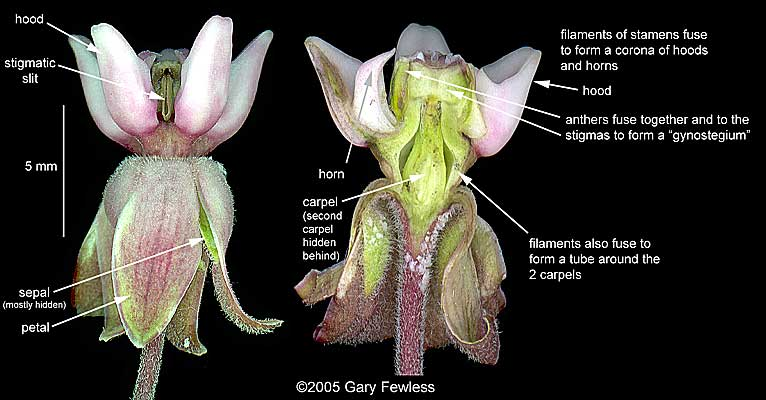 hood
stigmatic
slit
5 mm
sepal
(mostly hidden)
petal
horn
carpel
(second
carpel
hidden
behind)
filaments of stamens fuse
to form a corona of hoods
and horns
hood
anthers fuse together and to the
stigmas to form a "gynostegium"
filaments also fuse to
form a tube around the
2 carpels
©2005 Gary Fewless